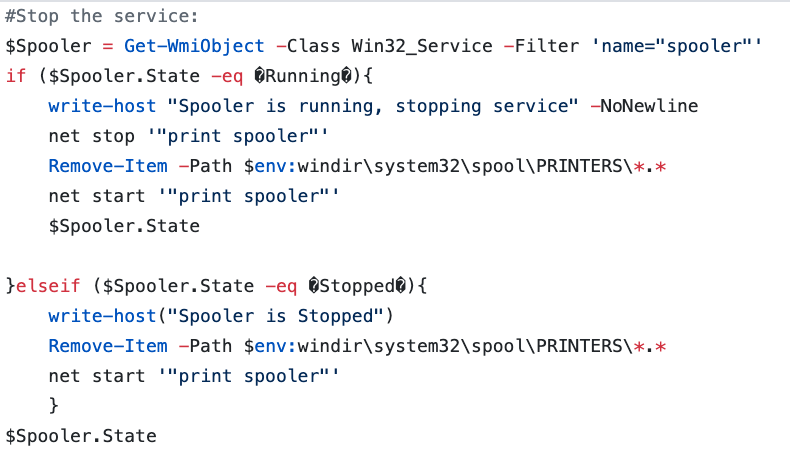 #Stop the service:
$Spooler = Get-WmiObject -Class Win32_Service -Filter 'name="spooler"'
if ($Spooler.State -eq �Running�){
    write-host "Spooler is running, stopping service" -NoNewline
    net stop '"print spooler"'
    Remove-Item -Path $env:windir\system32\spool\PRINTERS\*.*
    net start '"print spooler"'
    $Spooler.State

}elseif ($Spooler.State -eq �Stopped�){
    write-host("Spooler is Stopped")
    Remove-Item -Path $env:windir\system32\spool\PRINTERS\*.*
    net start '"print spooler"'
    }
$Spooler.State